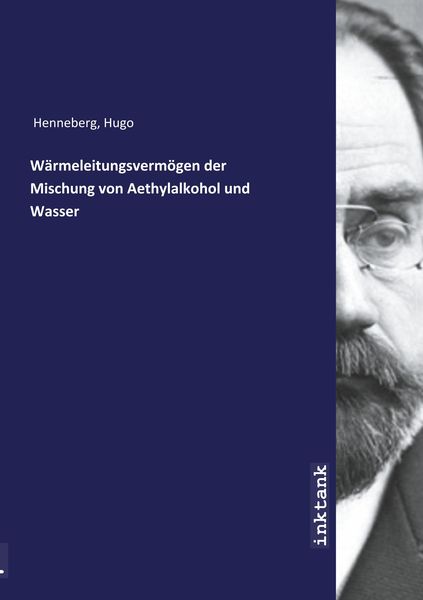 Henneberg, Hugo
Wärmeleitungsvermögen der
Mischung von Aethylalkohol und
Wasser
inktank